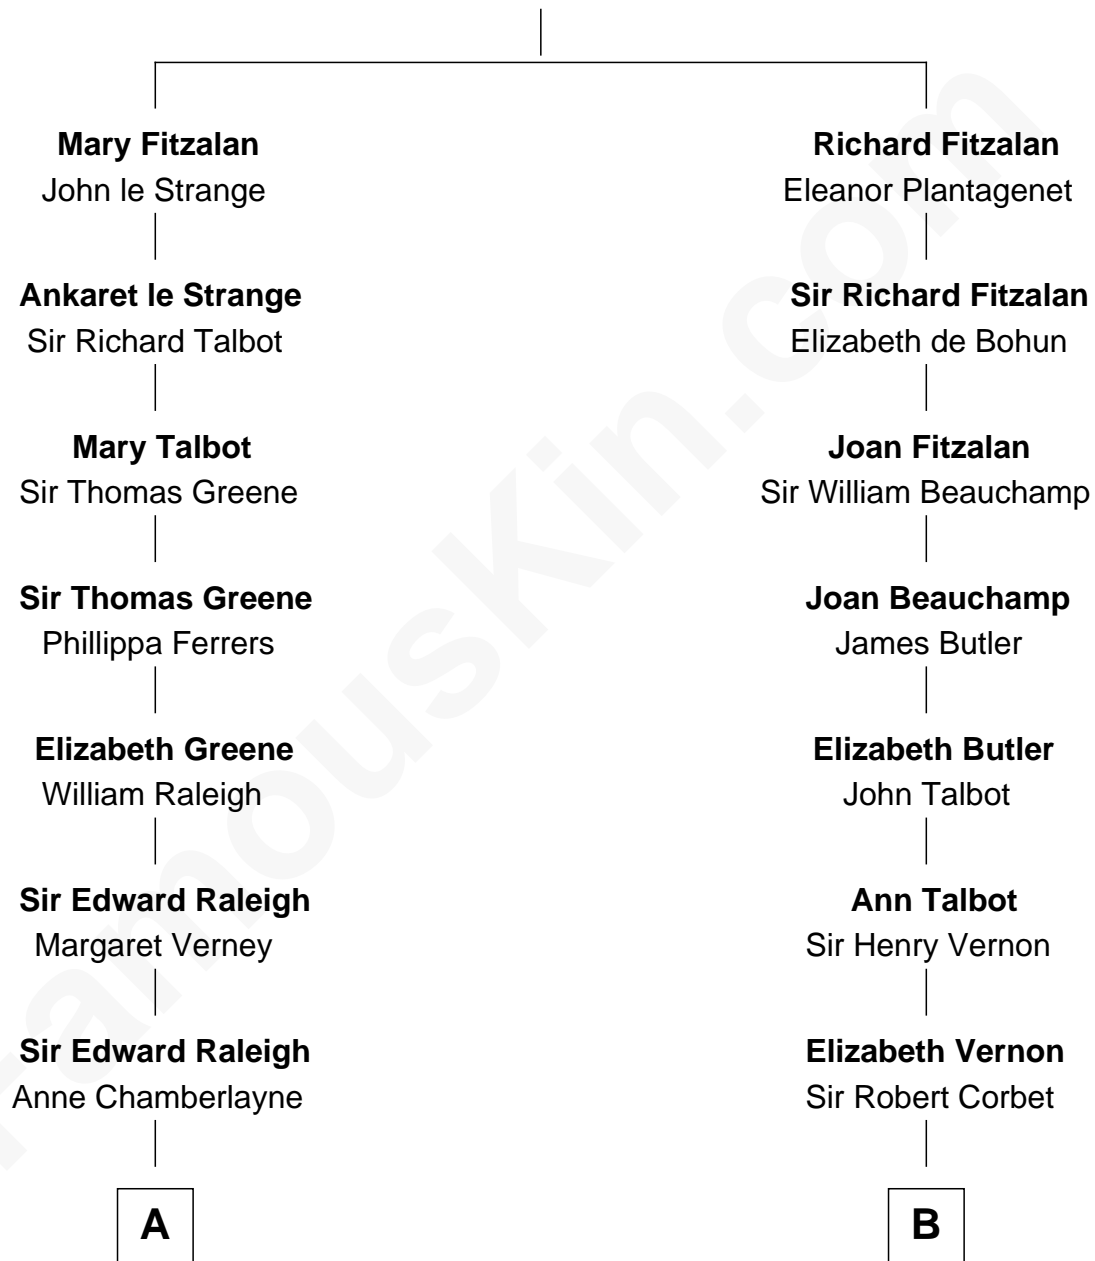 Mary Fitzalan
John le Strange
Richard Fitzalan
Eleanor Plantagenet
Ankaret le Strange
Sir Richard Talbot
Sir Richard Fitzalan
Elizabeth de Bohun
Mary Talbot
Sir Thomas Greene
Joan Fitzalan
Sir William Beauchamp
Sir Thomas Greene
Phillippa Ferrers
Joan Beauchamp
James Butler
Elizabeth Greene
William Raleigh
Elizabeth Butler
John Talbot
Sir Edward Raleigh
Margaret Verney
Ann Talbot
Sir Henry Vernon
Sir Edward Raleigh
Anne Chamberlayne
Elizabeth Vernon
Sir Robert Corbet
A
B
FamousKin.com